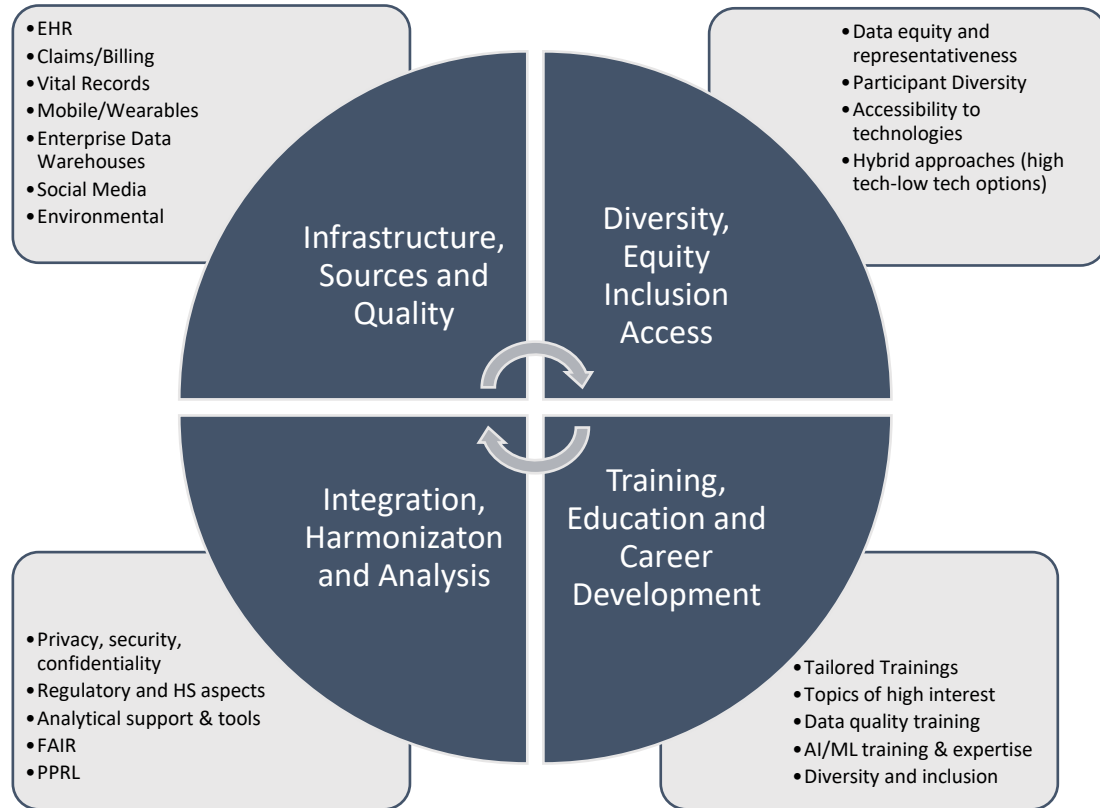 •EHR
•Claims/Billing
•Vital Records
•Mobile/Wearables
•Enterprise Data
Warehouses
•Social Media
•Environmental
•Data equity and
representativeness
•Participant Diversity
•Accessibility to
technologies
•Hybrid approaches (high
tech-low tech options)
Infrastructure,
Sources and
Quality
Diversity,
Equity
Inclusion
Access
Integration,
Harmonizaton
and Analysis
Training,
Education and
Career
Development
•Privacy, security,
confidentiality
•Regulatory and HS aspects
•Analytical support & tools
•FAIR
•PPRL
•Tailored Trainings
•Topics of high interest
•Data quality training
•AI/ML training & expertise
•Diversity and inclusion